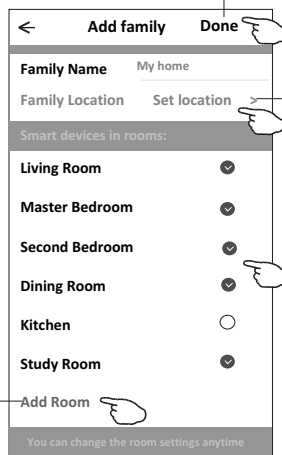 ← Add family Done
Family Name My home
Family Location Set location >
Smart devices in rooms:
Living Room
Master Bedroom
Second Bedroom
Dining Room
Kitchen
Study Room
Add Room
You can change the room settings anytime